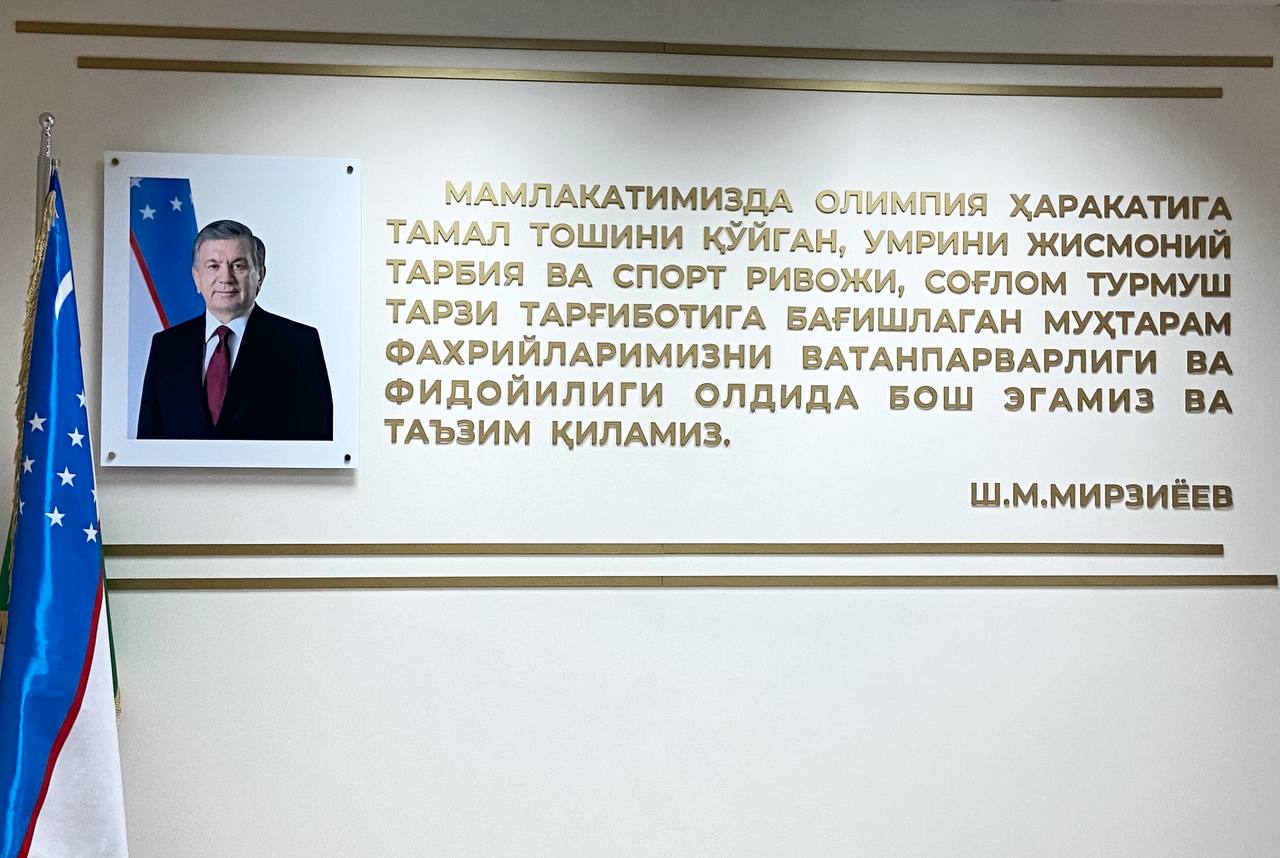 МАМЛАКАТИМИЗДА ОЛИМПИЯ ҲАРАКАТИГА
ТАМАЛ ТОШИНИ ҚЎЙГАН, УМРИНИ ЖИСМОНИЙ
ТАРБИЯ ВА СПОРТ РИВОЖИ, СОҒЛОМ ТУРМУШ
ТАРЗИ ТАРҒИБОТИГА БАҒИШЛАГАН МУҲТАРАМ
ФАХРИЙЛАРИМИЗНИ ВАТАНПАРВАРЛИГИ ВА
ФИДОЙИЛИГИ ОЛДИДА БОШ ЭГАМИЗ ВА
ТАЪЗИМ ҚИЛАМИЗ.
Ш.М.МИРЗИЁЕВ